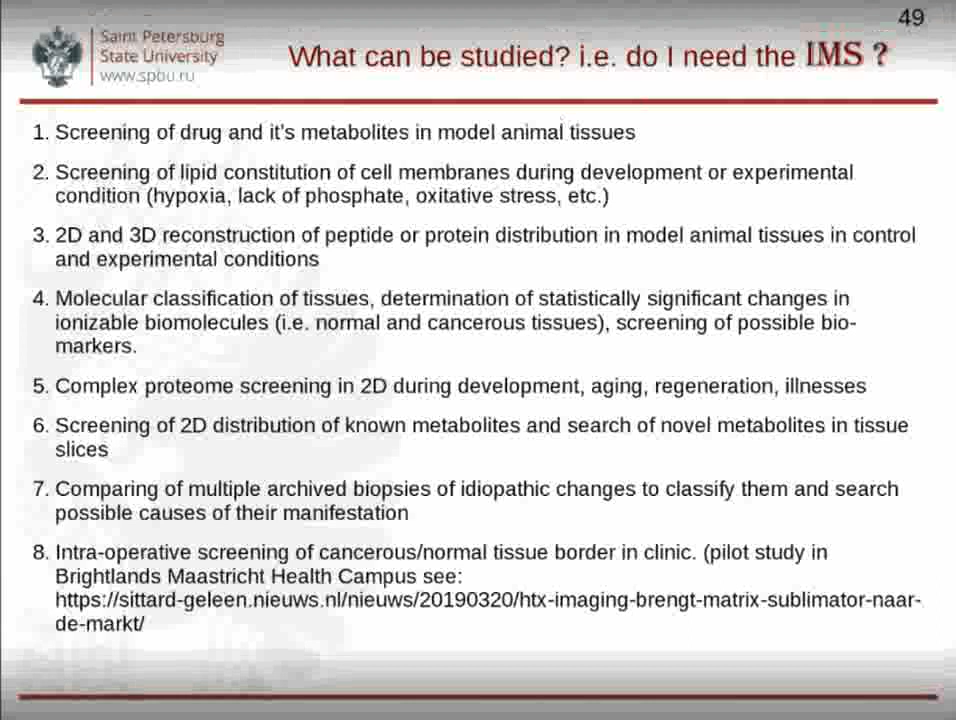 49
Saint Petersburg
State University
www.spbu.ru
What can be studied? i.e. do I need the IMS ?
1. Screening of drug and it's metabolites in model animal tissues
2. Screening of lipid constitution of cell membranes during development or experimental
condition (hypoxia, lack of phosphate, oxitative stress, etc.)
3. 2D and 3D reconstruction of peptide or protein distribution in model animal tissues in control
and experimental conditions
4. Molecular classification of tissues, determination of statistically significant changes in
ionizable biomolecules (i.e. normal and cancerous tissues), screening of possible bio-
markers.
5. Complex proteome screening in 2D during development, aging, regeneration, illnesses
6. Screening of 2D distribution of known metabolites and search of novel metabolites in tissue
slices
7. Comparing of multiple archived biopsies of idiopathic changes to classify them and search
possible causes of their manifestation
8. Intra-operative screening of cancerous/normal tissue border in clinic. (pilot study in
Brightlands Maastricht Health Campus see:
https://sittard-geleen.nieuws.nl/nieuws/20190320/htx-imaging-brengt-matrix-sublimator-naar-
de-markt/